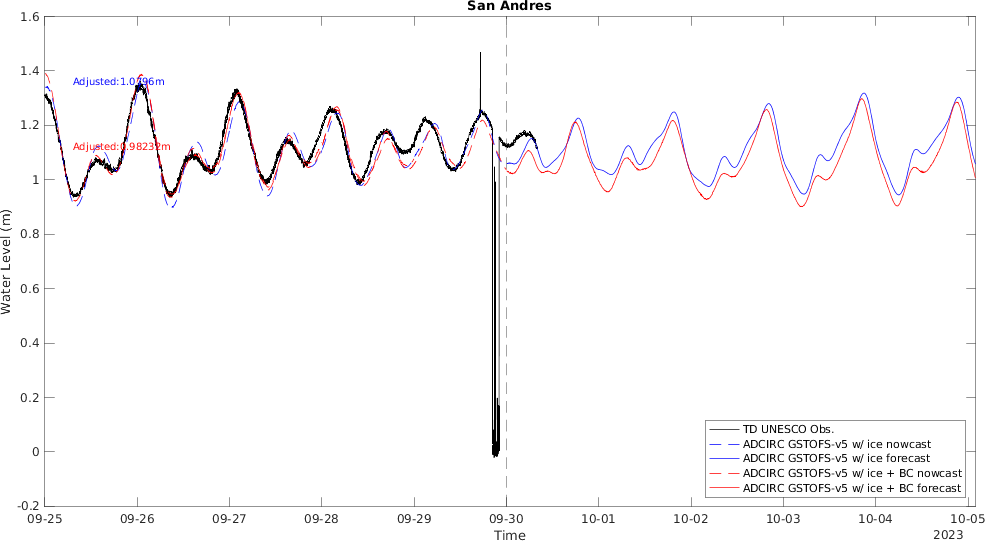 San Andres
1.6
1.4
1.2
1
0.8
0.6
0.4
0.2
0
-0.2
Water Level (m)
Adjusted:1.0796m
Adjusted:0.98232m
TD UNESCO Obs.
ADCIRC GSTOFS-v5 w/ ice nowcast
ADCIRC GSTOFS-v5 w/ ice forecast
ADCIRC GSTOFS-v5 w/ ice + BC nowcast
ADCIRC GSTOFS-v5 w/ ice + BC forecast
09-25 09-26 09-27 09-28 09-29 09-30 10-01 10-02 10-03 10-04 10-05
Time
2023